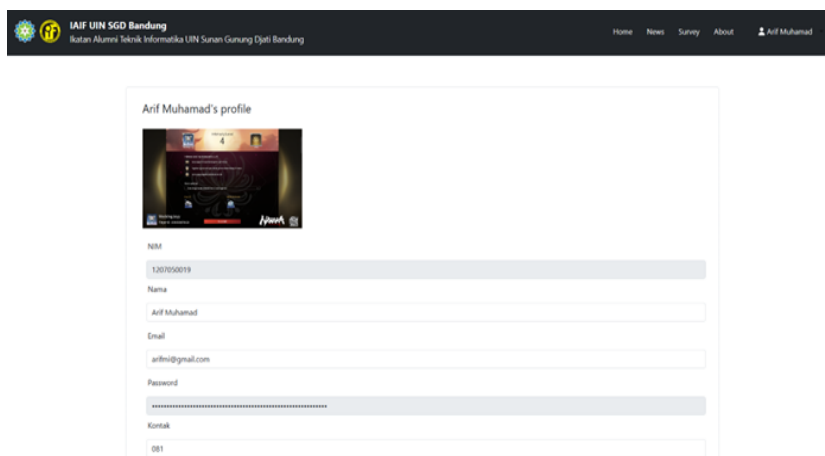 IAIF UIN SGD Bandung
Ikatan Alumni Teknik Informatika UIN Sunan Gunung Djati Bandung
Home News Survey About Arif Muhamad
Arif Muhamad's profile
4
NIM
1207050019
Nama
Arif Muhamad
Email
arifmi@gmail.com
Password
Kontak
081